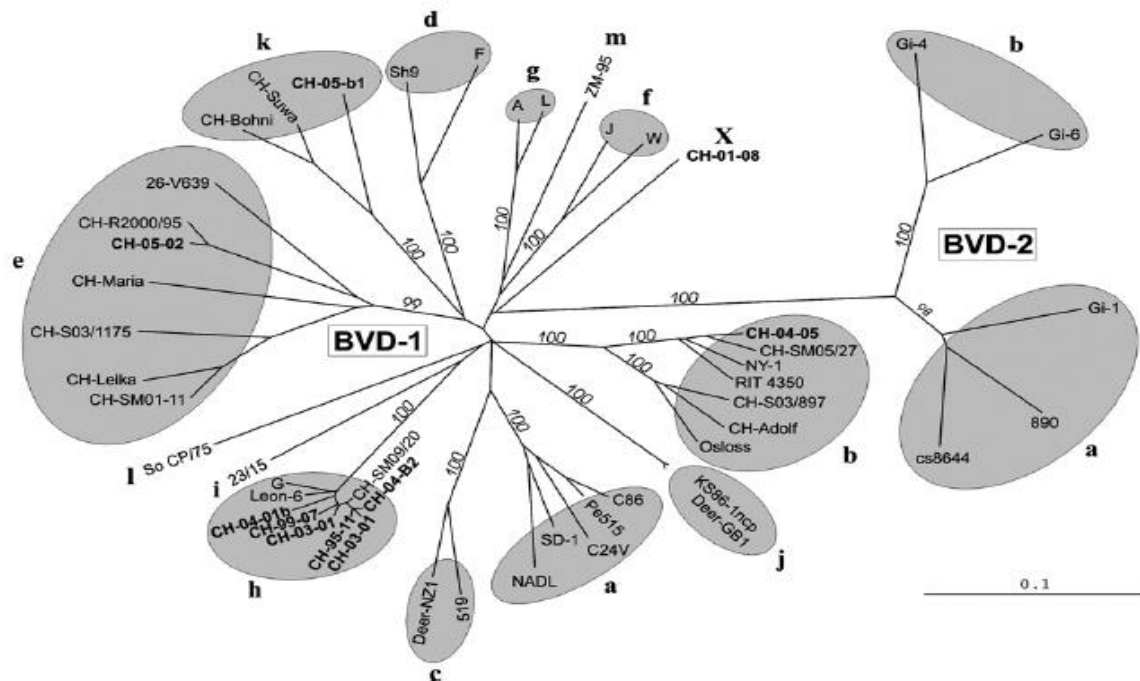 d
k
m
b
Gi-4
Sh9
F
g
ZM-95
CH-05-b1
CH-Suwa
f
A
L
CH-Bohni
J
W
X
Gi-6
CH-01-08
26-V639
CH-R2000/95
CH-05-02
100
100
100
100
100
BVD-2
e
100
CH-Maria
99
100
98
Gi-1
CH-S03/1175
BVD-1
100
100
CH-04-05
CH-SM05/27
NY-1
CH-Leika
100
RIT 4350
CH-SM01-11
100
CH-S03/897
100
CH-Adolf
890
Osloss
l
So CP/75
100
cs8644
b
a
i
23/15
CH-SM09/20
100
G
Leon-6
CH-04-B2
KS86-1ncp
Deer-GB1
CH-04-01b
CH-99-07
CH-03-01
C86
Pe515
CH-95-117
CH-03-01
SD-1
C24V
j
0.1
h
NADL
a
Deer-NZ1
519
c